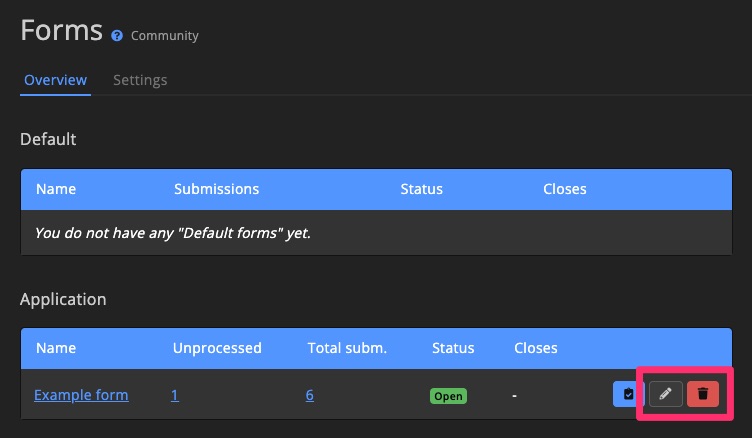 Forms ? Community
Overview Settings
Default
Name Submissions Status Closes
You do not have any "Default forms" yet.
Application
Name Unprocessed Total subm. Status Closes
Example form 1 6 Open -